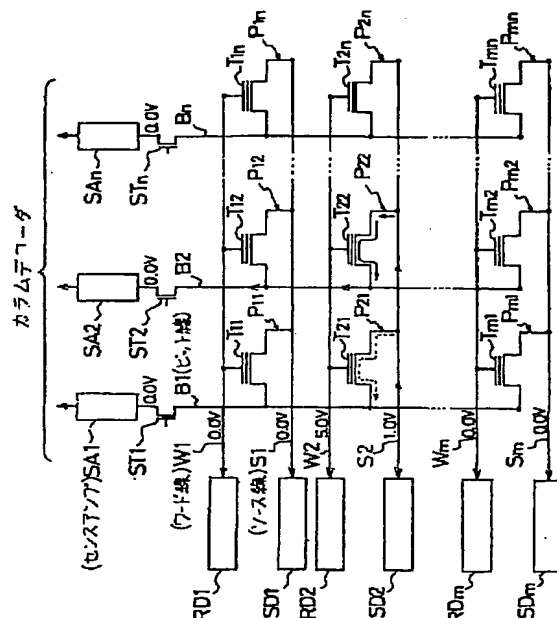 カラムデコーダ
(センスアンプ)SA1
SA2
SAn
0.0V
0.0V
0.0V
ST1
ST2
STn
B1(ビット線)
B2
Bn
(ワード線)W1
0.0V
T11
T12
T1n
RD1
P11
P12
P1n
(ソース線)S1
0.0V
SD1
W2
5.0V
T21
T22
T2n
RD2
P21
P22
P2n
S2
1.0V
SD2
Wm
0.0V
Tm1
Tm2
Tmn
RDm
Pm1
Pm2
Pmn
Sm
0.0V
SDm